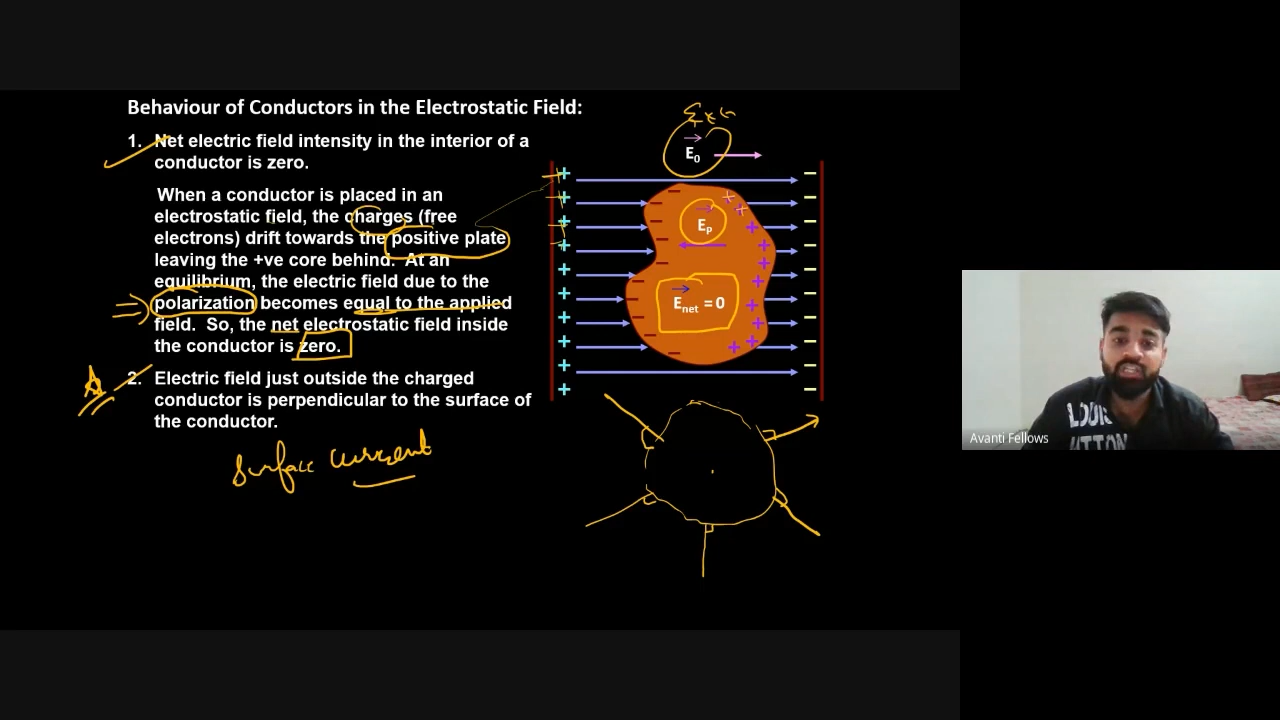 Behaviour of Conductors in the Electrostatic Field:
1. Net electric field intensity in the interior of a
conductor is zero.
When a conductor is placed in an
electrostatic field, the charges (free
electrons) drift towards the positive plate
leaving the +ve core behind. At an
equilibrium, the electric field due to the
polarization becomes equal to the applied
field. So, the net electrostatic field inside
the conductor is zero.
2. Electric field just outside the charged
conductor is perpendicular to the surface of
the conductor.
Surface current
E0
EP
Enet = 0
LOUIS
Avanti Fellows